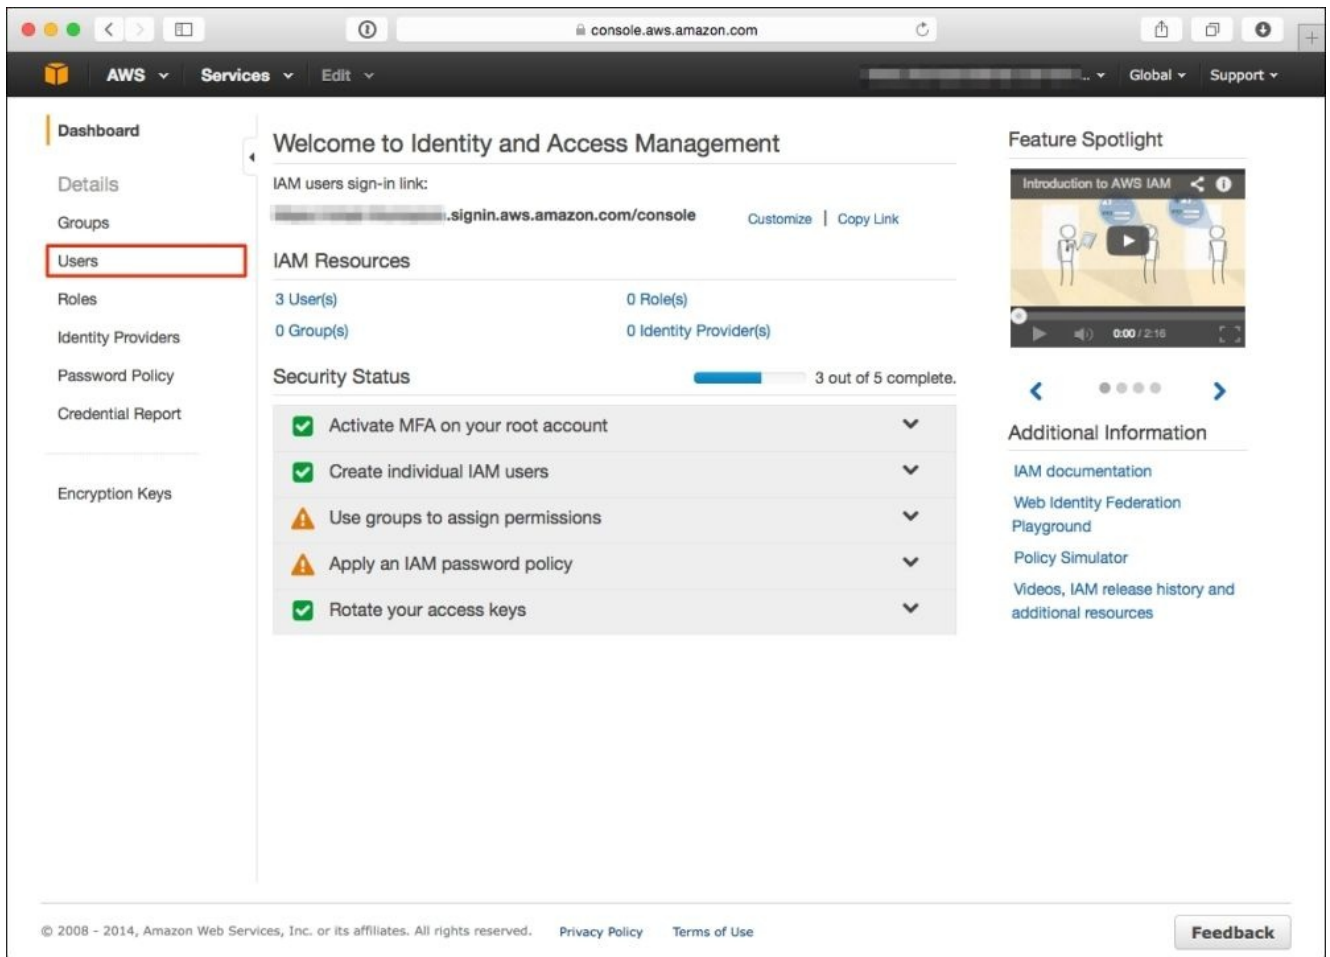 console.aws.amazon.com
AWS Services Edit Global Support
Dashboard
Details
Groups
Users
Roles
Identity Providers
Password Policy
Credential Report
Encryption Keys
Welcome to Identity and Access Management
IAM users sign-in link:
.signin.aws.amazon.com/console Customize | Copy Link
IAM Resources
3 User(s) 0 Role(s)
0 Group(s) 0 Identity Provider(s)
Security Status 3 out of 5 complete.
Activate MFA on your root account
Create individual IAM users
Use groups to assign permissions
Apply an IAM password policy
Rotate your access keys
Feature Spotlight
Introduction to AWS IAM
0:00 / 2:16
Additional Information
IAM documentation
Web Identity Federation
Playground
Policy Simulator
Videos, IAM release history and
additional resources
© 2008 - 2014, Amazon Web Services, Inc. or its affiliates. All rights reserved. Privacy Policy Terms of Use Feedback